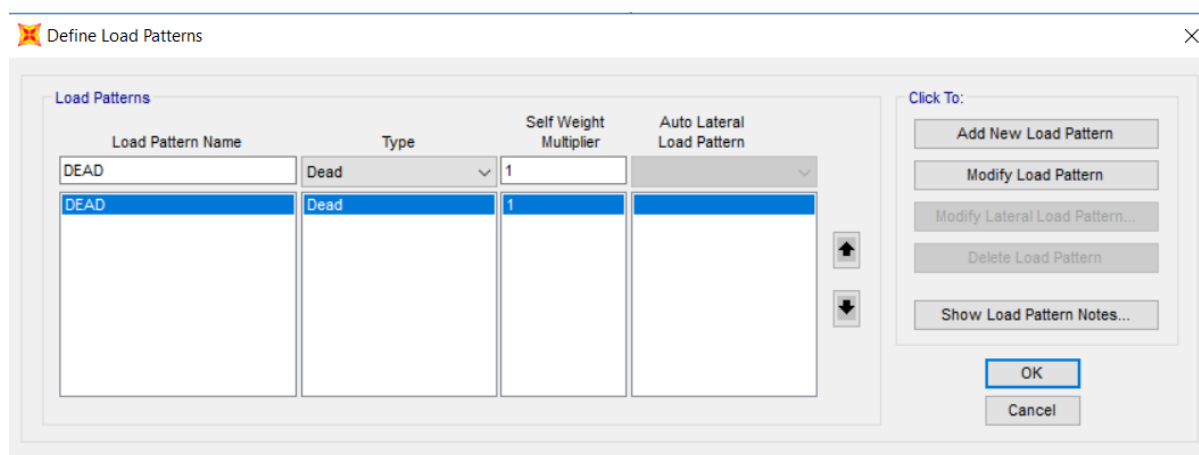 Define Load Patterns
Load Patterns
Click To:
Load Pattern Name
Type
Self Weight
Multiplier
Auto Lateral
Load Pattern
DEAD
Dead
1
DEAD
Dead
1
Add New Load Pattern
Modify Load Pattern
Modify Lateral Load Pattern...
Delete Load Pattern
Show Load Pattern Notes...
OK
Cancel